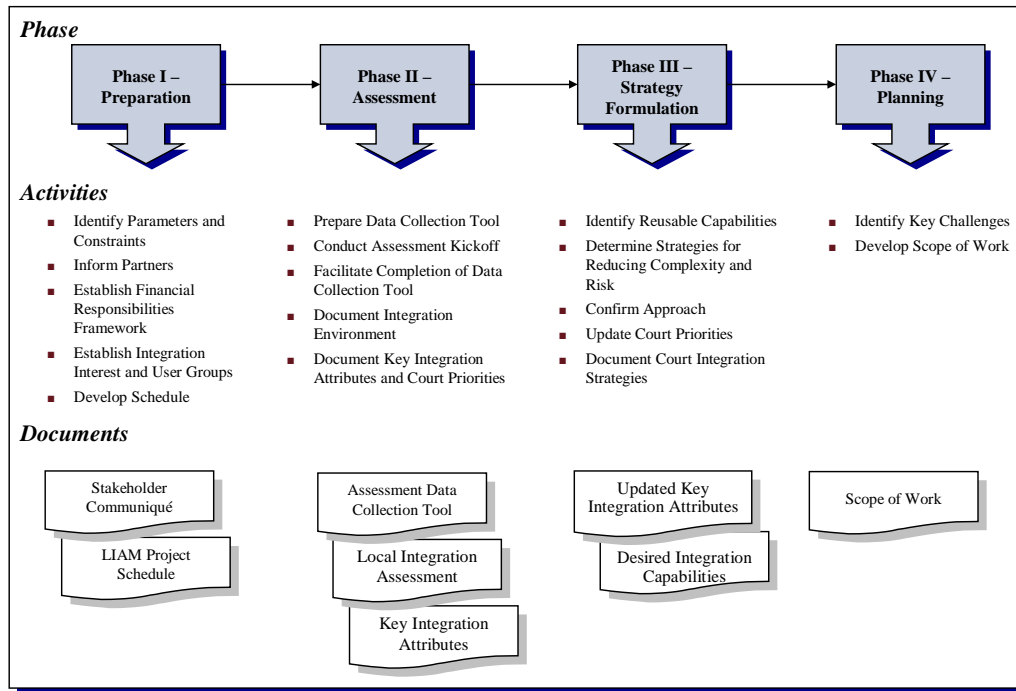 Phase
Phase I –
Preparation
Phase II –
Assessment
Phase III –
Strategy
Formulation
Phase IV –
Planning
Activities
Identify Parameters and
Constraints
Inform Partners
Establish Financial
Responsibilities
Framework
Establish Integration
Interest and User Groups
Develop Schedule
Prepare Data Collection Tool
Conduct Assessment Kickoff
Facilitate Completion of Data
Collection Tool
Document Integration
Environment
Document Key Integration
Attributes and Court Priorities
Identify Reusable Capabilities
Determine Strategies for
Reducing Complexity and
Risk
Confirm Approach
Update Court Priorities
Document Court Integration
Strategies
Identify Key Challenges
Develop Scope of Work
Documents
Stakeholder
Communiqué
LIAM Project
Schedule
Assessment Data
Collection Tool
Local Integration
Assessment
Key Integration
Attributes
Updated Key
Integration Attributes
Desired Integration
Capabilities
Scope of Work